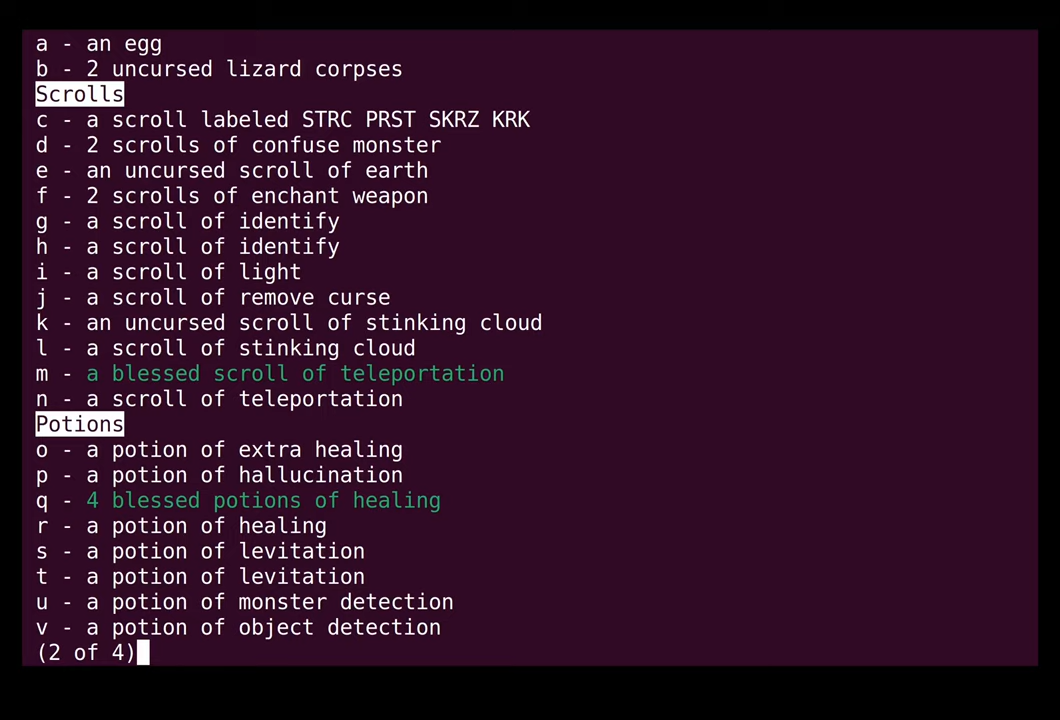 a - an egg
b - 2 uncursed lizard corpses
Scrolls
c - a scroll labeled STRC PRST SKRZ KRK
d - 2 scrolls of confuse monster
e - an uncursed scroll of earth
f - 2 scrolls of enchant weapon
g - a scroll of identify
h - a scroll of identify
i - a scroll of light
j - a scroll of remove curse
k - an uncursed scroll of stinking cloud
l - a scroll of stinking cloud
m - a blessed scroll of teleportation
n - a scroll of teleportation
Potions
o - a potion of extra healing
p - a potion of hallucination
q - 4 blessed potions of healing
r - a potion of healing
s - a potion of levitation
t - a potion of levitation
u - a potion of monster detection
v - a potion of object detection
(2 of 4)